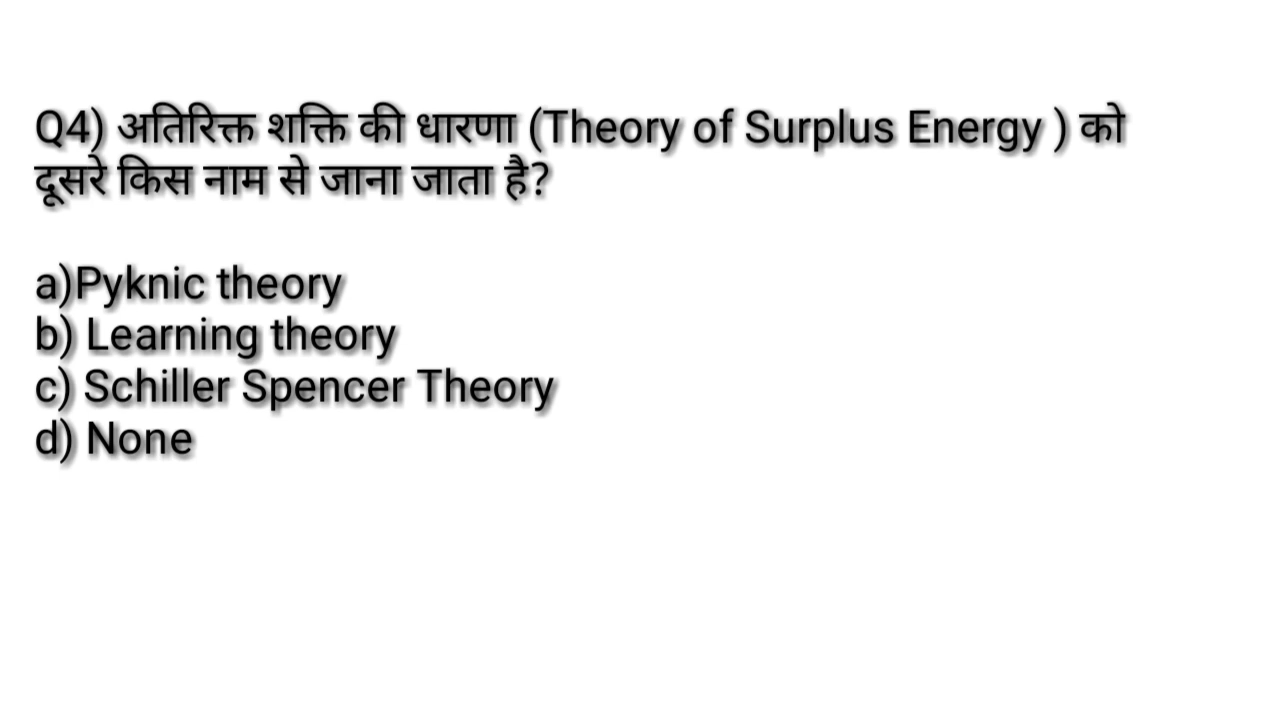 Q4) अतिरिक्त शक्ति की धारणा (Theory of Surplus Energy ) को
दूसरे किस नाम से जाना जाता है?
a)Pyknic theory
b) Learning theory
c) Schiller Spencer Theory
d) None